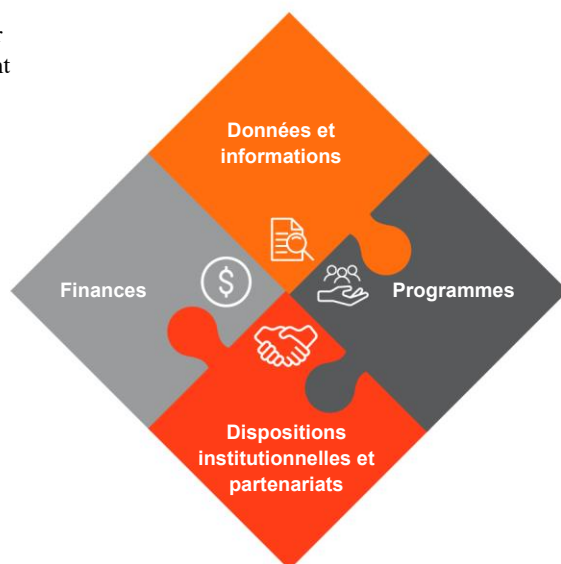 Données et
informations
Finances
$
Programmes
Dispositions
institutionnelles et
partenariats